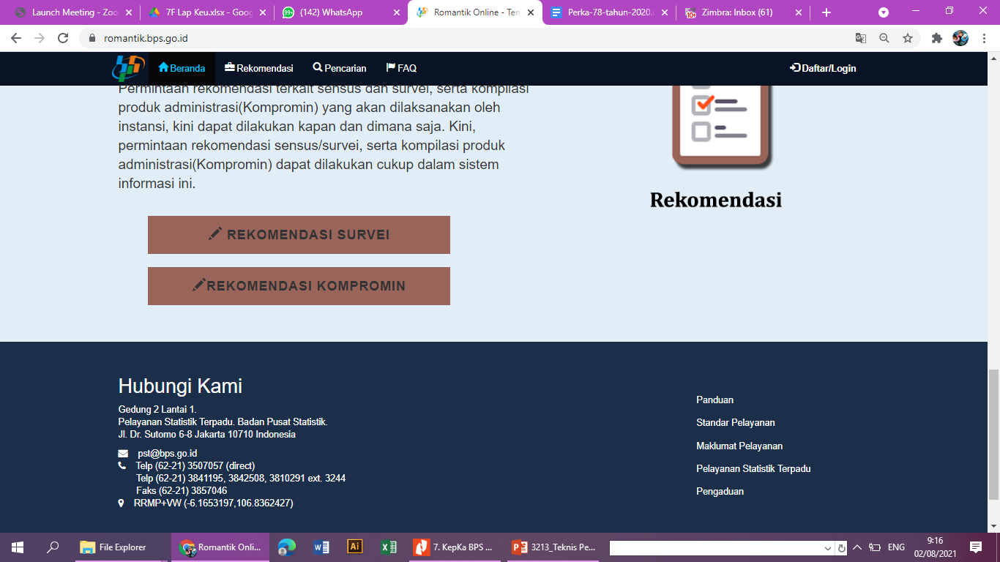 Launch Meeting - Zoo
7F Lap Keu.xlsx - Goog
99+
(142) WhatsApp
Romantik Online - Ter
Perka-78-tahun-2020.
10+
Zimbra: Inbox (61)
romantik.bps.go.id
Beranda
Rekomendasi
Pencarian
FAQ
Daftar/Login
Permintaan rekomendasi terkait sensus dan survei, serta kompilasi
produk administrasi(Kompromin) yang akan dilaksanakan oleh
instansi, kini dapat dilakukan kapan dan dimana saja. Kini,
permintaan rekomendasi sensus/survei, serta kompilasi produk
administrasi(Kompromin) dapat dilakukan cukup dalam sistem
informasi ini.
Rekomendasi
REKOMENDASI SURVEI
REKOMENDASI KOMPROMIN
Hubungi Kami
Gedung 2 Lantai 1.
Pelayanan Statistik Terpadu. Badan Pusat Statistik.
Jl. Dr. Sutomo 6-8 Jakarta 10710 Indonesia
pst@bps.go.id
Telp (62-21) 3507057 (direct)
Telp (62-21) 3841195, 3842508, 3810291 ext. 3244
Faks (62-21) 3857046
RRMP+VW (-6.1653197,106.8362427)
Panduan
Standar Pelayanan
Maklumat Pelayanan
Pelayanan Statistik Terpadu
Pengaduan
File Explorer
Romantik Onli...
Ai
7. KepKa BPS ...
3213_Teknis Pe...
ENG
9:16
02/08/2021